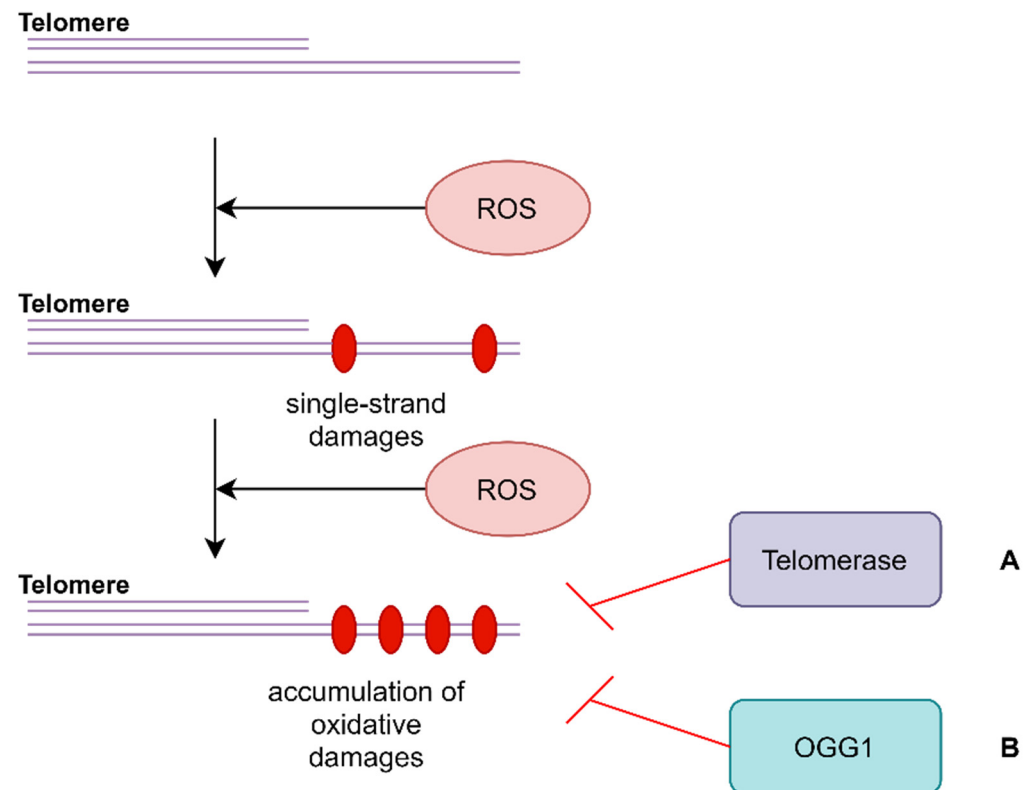 Telomere
ROS
Telomere
single-strand
damages
ROS
Telomerase
A
Telomere
accumulation of
oxidative
damages
OGG1
B